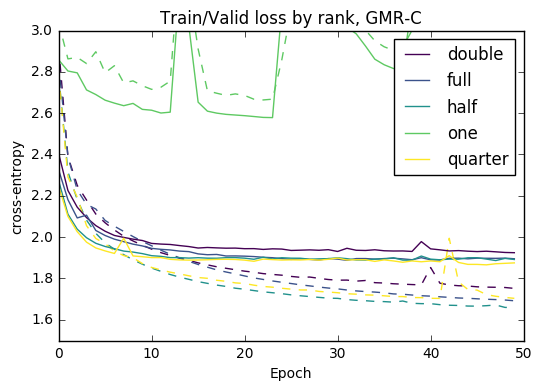 Train/Valid loss by rank, GMR-C
3.0
2.8
2.6
2.4
2.2
2.0
1.8
1.6
cross-entropy
double
full
half
one
quarter
0
10
20
30
40
50
Epoch